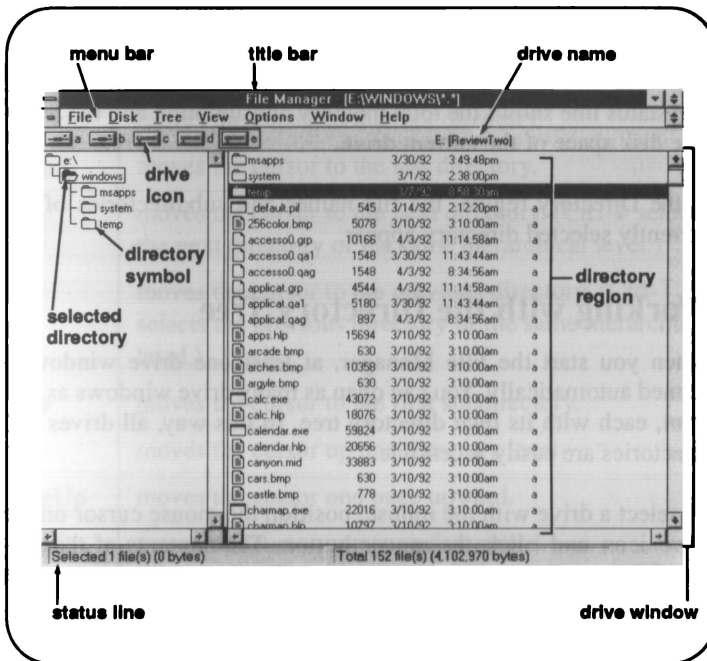 menu bar
title bar
drive name
File Manager - [E:\WINDOWS\*.*]
File Disk Tree View Options Window Help
a b c d e
E: [ReviewTwo]
e:\
windows
msapps
system
temp
drive icon
directory symbol
selected directory
msapps 3/30/92 3:49:48pm
system 3/1/92 2:38:00pm
temp 3/7/92 8:58:30am
_default.pif 545 3/14/92 2:12:20pm a
256color.bmp 5078 3/10/92 3:10:00am a
accesso0.grp 10166 4/3/92 11:14:58am a
accesso0.qa1 1548 3/30/92 11:43:44am a
accesso0.qag 1548 4/3/92 8:34:56am a
applicat.grp 4544 4/3/92 11:14:58am a
applicat.qa1 5180 3/30/92 11:43:44am a
applicat.qag 897 4/3/92 8:34:56am a
apps.hlp 15694 3/10/92 3:10:00am a
arcade.bmp 630 3/10/92 3:10:00am a
arches.bmp 10358 3/10/92 3:10:00am a
argyle.bmp 630 3/10/92 3:10:00am a
calc.exe 43072 3/10/92 3:10:00am a
calc.hlp 18076 3/10/92 3:10:00am a
calendar.exe 59824 3/10/92 3:10:00am a
calendar.hlp 20656 3/10/92 3:10:00am a
canyon.mid 33883 3/10/92 3:10:00am a
cars.bmp 630 3/10/92 3:10:00am a
castle.bmp 778 3/10/92 3:10:00am a
charmap.exe 22016 3/10/92 3:10:00am a
charmap.hlp 10797 3/10/92 3:10:00am a
directory region
Selected 1 file(s) (0 bytes)
Total 152 file(s) (4,102,970 bytes)
status line
drive window